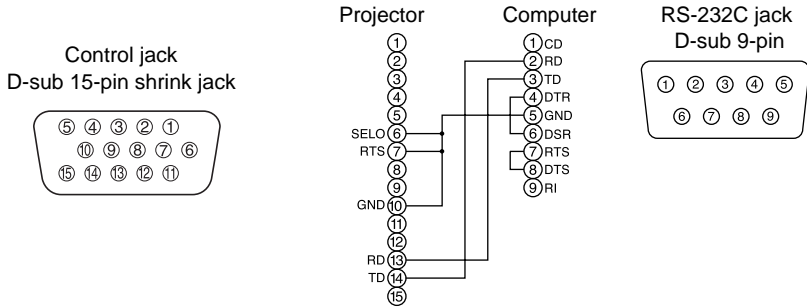 Control jack
D-sub 15-pin shrink jack
⑤ ④ ③ ② ①
⑩ ⑨ ⑧ ⑦ ⑥
⑮ ⑭ ⑬ ⑫ ⑪
Projector
①
②
③
④
⑤
SELO ⑥
RTS ⑦
⑧
⑨
GND ⑩
⑪
⑫
RD ⑬
TD ⑭
⑮
Computer
① CD
② RD
③ TD
④ DTR
⑤ GND
⑥ DSR
⑦ RTS
⑧ DTS
⑨ RI
RS-232C jack
D-sub 9-pin
① ② ③ ④ ⑤
⑥ ⑦ ⑧ ⑨